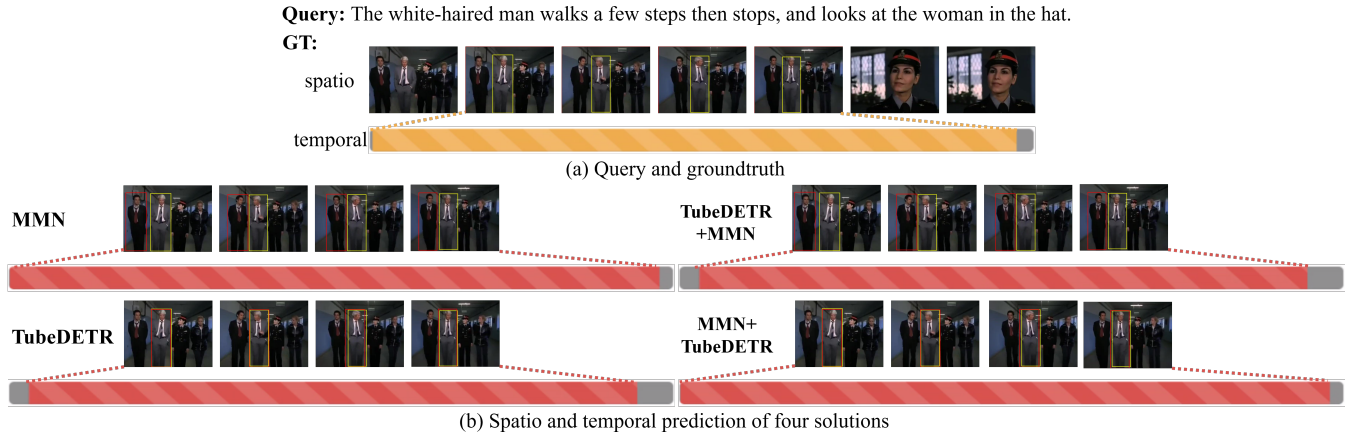 Query: The white-haired man walks a few steps then stops, and looks at the woman in the hat.
GT:
spatio
temporal
(a) Query and groundtruth
MMN
TubeDETR
+MMN
TubeDETR
MMN+
TubeDETR
(b) Spatio and temporal prediction of four solutions